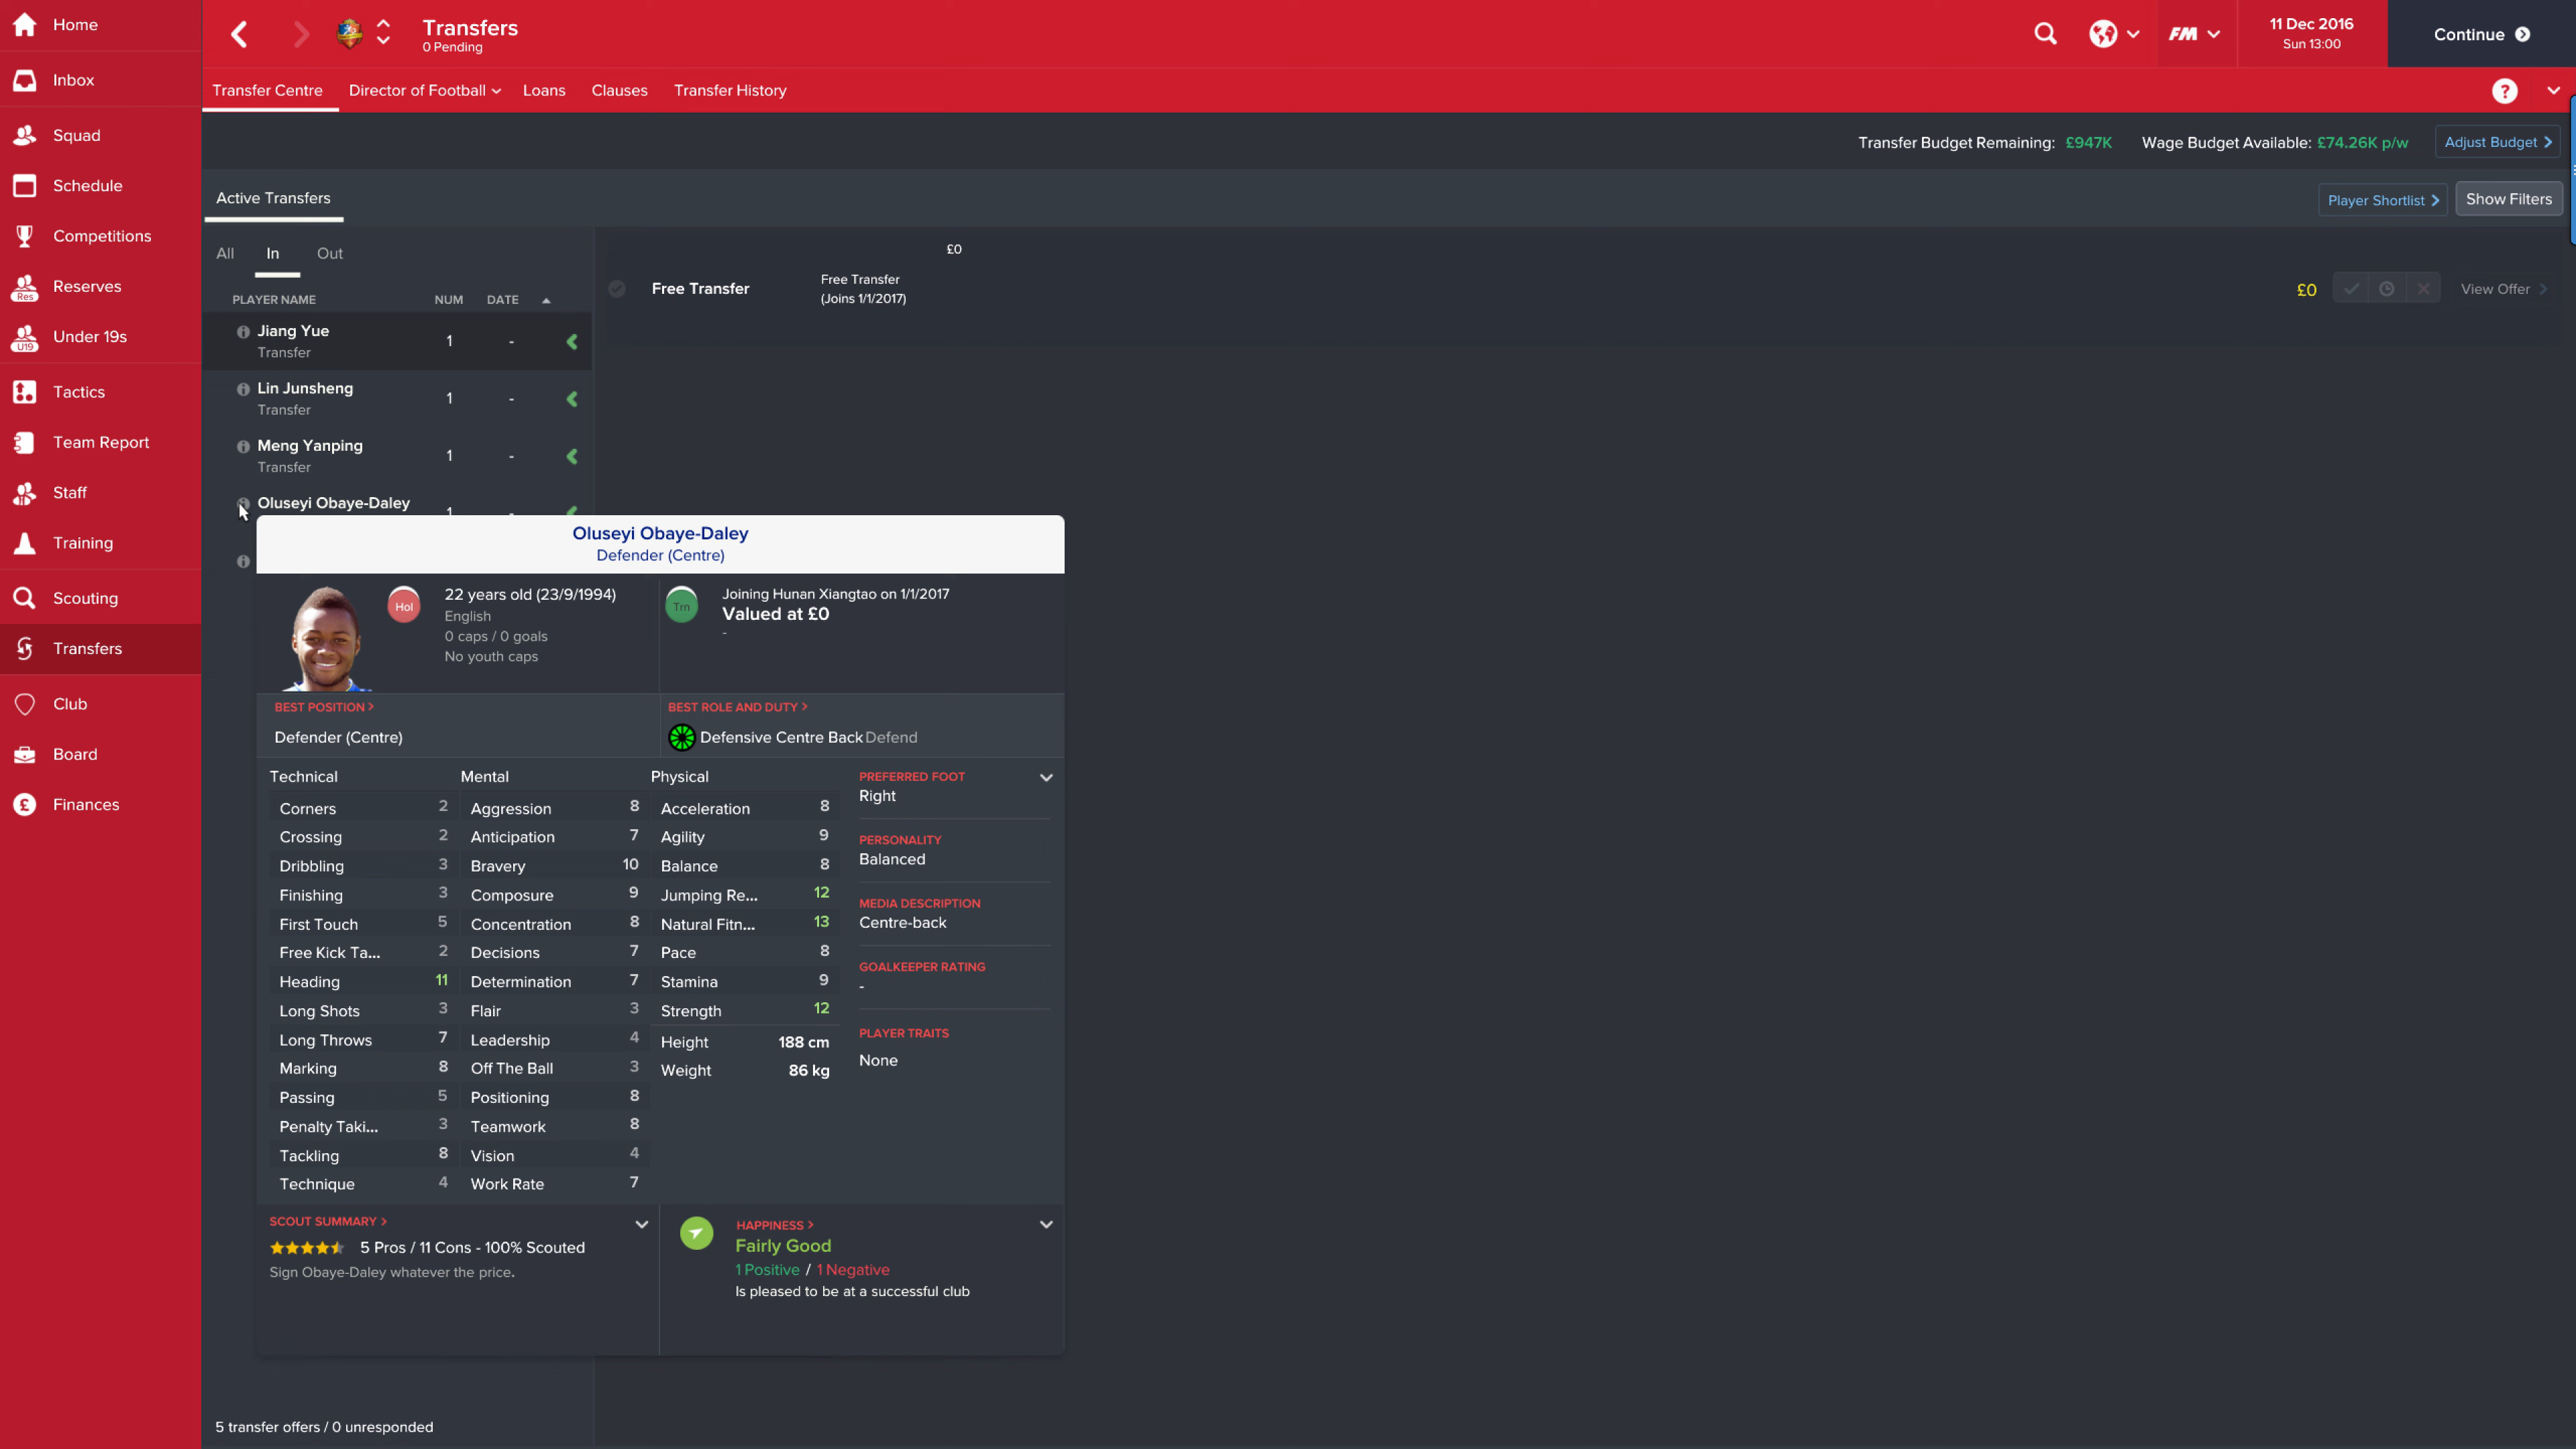 Home
Inbox
Squad
Schedule
Competitions
Res
Reserves
U19
Under 19s
Tactics
Team Report
Staff
Training
Scouting
Transfers
Club
Board
Finances
Transfers
0 Pending
FM
11 Dec 2016
Sun 13:00
Continue
Transfer Centre
Director of Football
Loans
Clauses
Transfer History
?
Transfer Budget Remaining: £947K
Wage Budget Available: £74.26K p/w
Adjust Budget
Active Transfers
Player Shortlist
Show Filters
All
In
Out
PLAYER NAME NUM DATE
Jiang Yue
Transfer
1 -
Lin Junsheng
Transfer
1 -
Meng Yanping
Transfer
1 -
Oluseyi Obaye-Daley
1 -
£0
Free Transfer
Free Transfer
(Joins 1/1/2017)
£0
View Offer
Oluseyi Obaye-Daley
Defender (Centre)
Hol
22 years old (23/9/1994)
English
0 caps / 0 goals
No youth caps
Trn
Joining Hunan Xiangtao on 1/1/2017
Valued at £0
-
BEST POSITION
Defender (Centre)
BEST ROLE AND DUTY
Defensive Centre Back Defend
Technical
Corners 2
Crossing 2
Dribbling 3
Finishing 3
First Touch 5
Free Kick Ta... 2
Heading 11
Long Shots 3
Long Throws 7
Marking 8
Passing 5
Penalty Taki... 3
Tackling 8
Technique 4
Mental
Aggression 8
Anticipation 7
Bravery 10
Composure 9
Concentration 8
Decisions 7
Determination 7
Flair 3
Leadership 4
Off The Ball 3
Positioning 8
Teamwork 8
Vision 4
Work Rate 7
Physical
Acceleration 8
Agility 9
Balance 8
Jumping Re... 12
Natural Fitn... 13
Pace 8
Stamina 9
Strength 12
Height 188 cm
Weight 86 kg
PREFERRED FOOT
Right
PERSONALITY
Balanced
MEDIA DESCRIPTION
Centre-back
GOALKEEPER RATING
-
PLAYER TRAITS
None
SCOUT SUMMARY
5 Pros / 11 Cons - 100% Scouted
Sign Obaye-Daley whatever the price.
HAPPINESS
Fairly Good
1 Positive / 1 Negative
Is pleased to be at a successful club
5 transfer offers / 0 unresponded